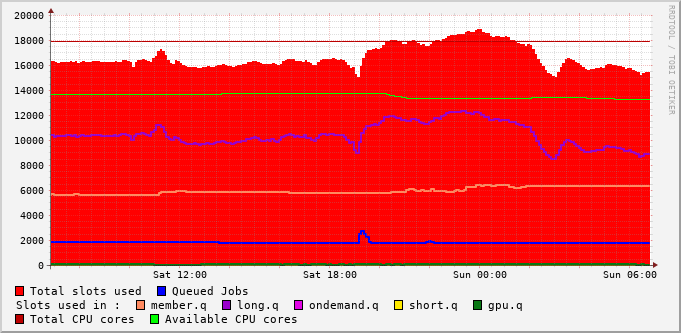 20000
18000
16000
14000
12000
10000
8000
6000
4000
2000
0
Sat 12:00 Sat 18:00 Sun 00:00 Sun 06:00
RRDTOOL / TOBI OETIKER
Total slots used Queued Jobs
Slots used in : member.q long.q ondemand.q short.q gpu.q
Total CPU cores Available CPU cores